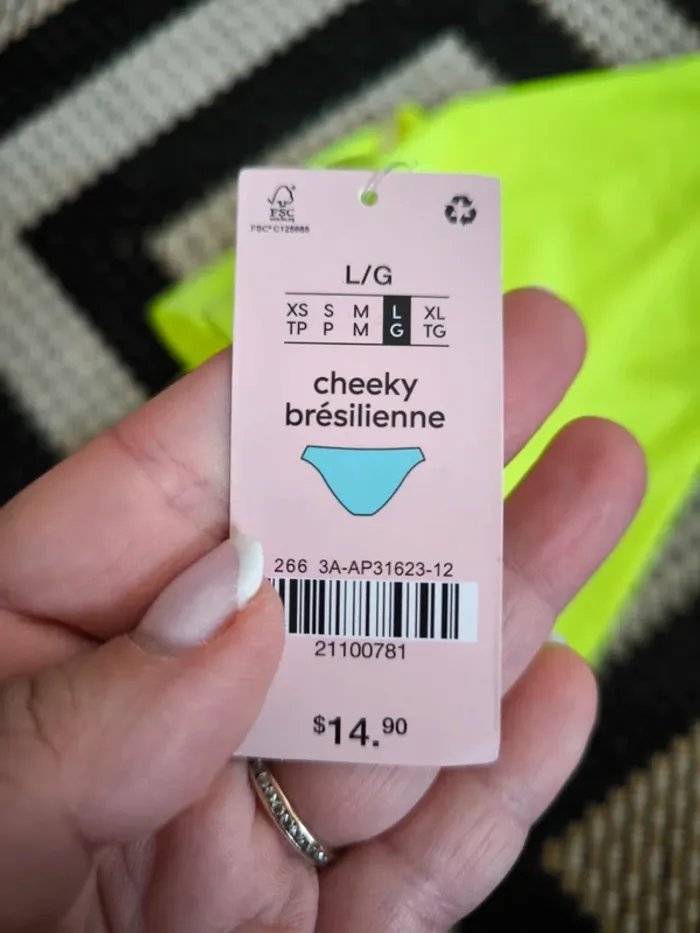 FSC
FSC® C125665
L/G
XS S M L XL
TP P M G TG
cheeky
brésilienne
266 3A-AP31623-12
21100781
$14.90